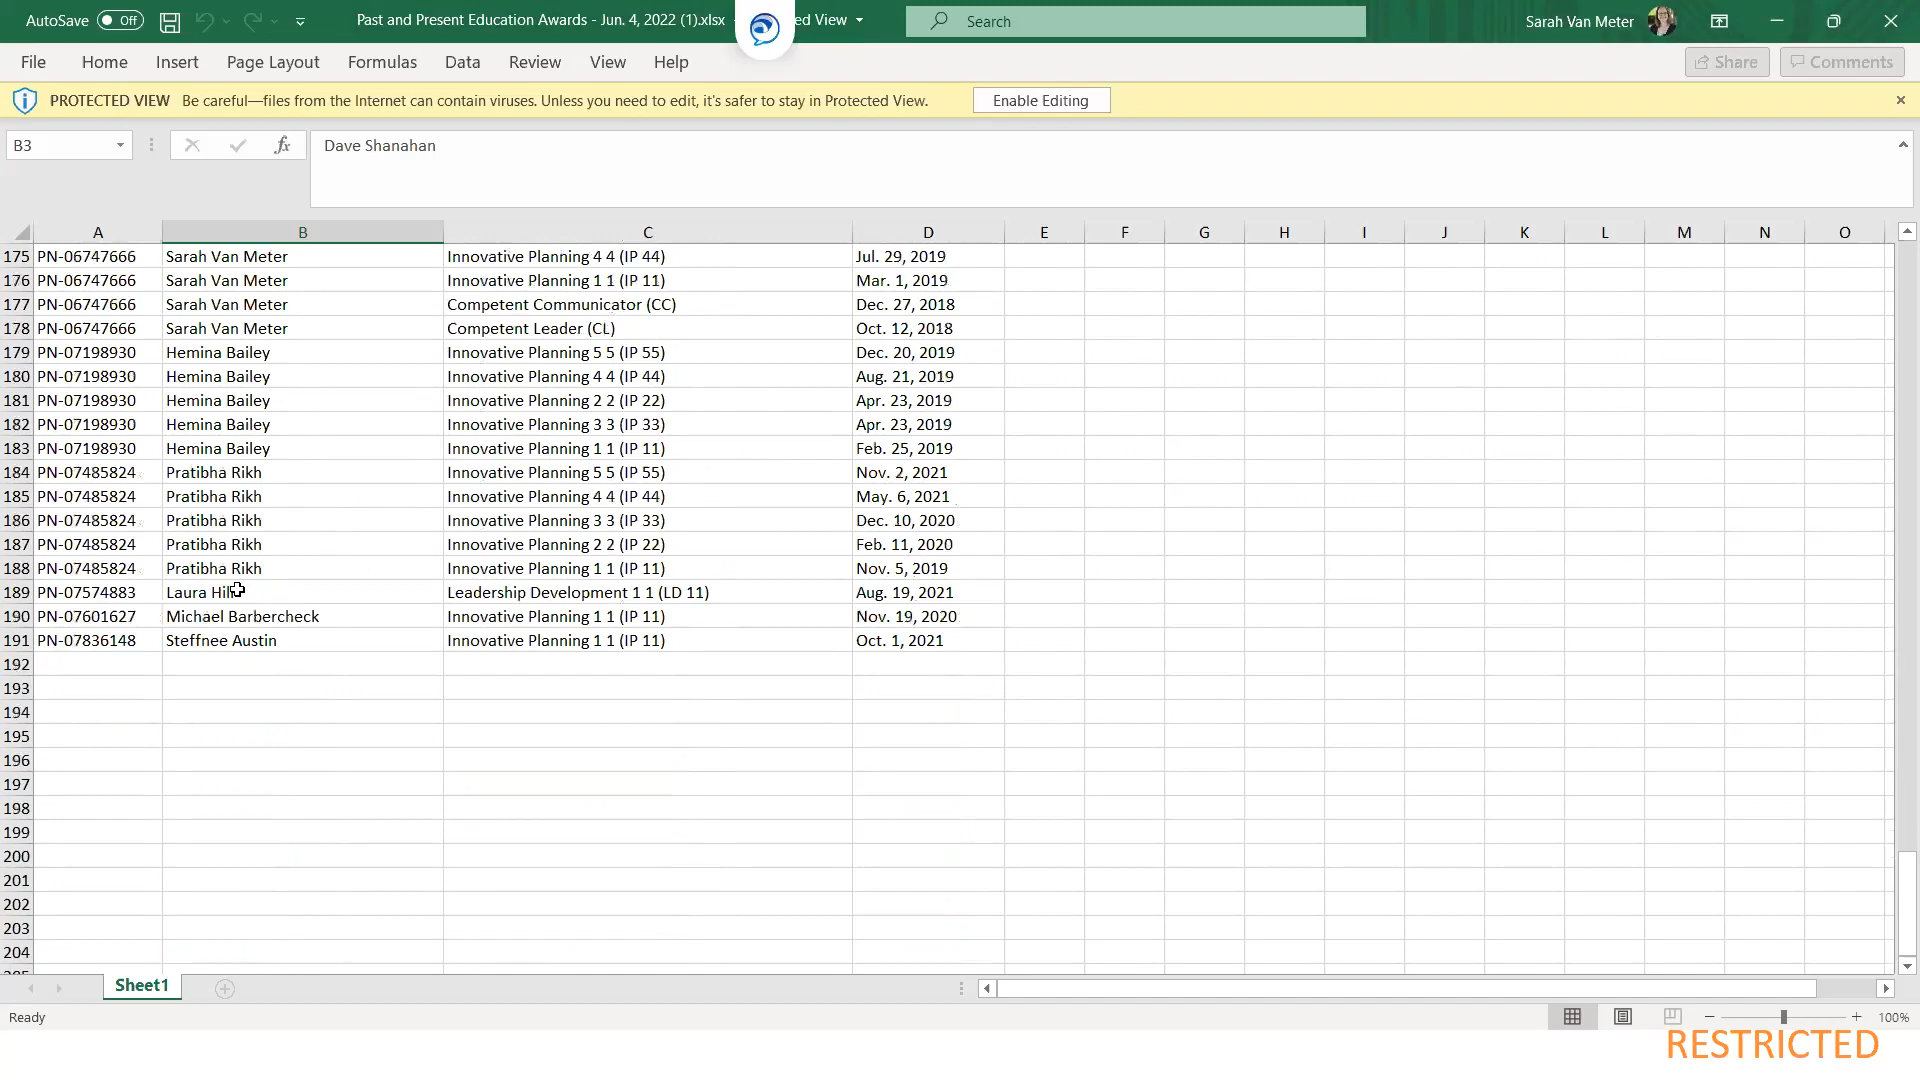 AutoSave Off Past and Present Education Awards - Jun. 4, 2022 (1).xlsx - ed View Search Sarah Van Meter
File Home Insert Page Layout Formulas Data Review View Help Share Comments
PROTECTED VIEW Be careful—files from the Internet can contain viruses. Unless you need to edit, it's safer to stay in Protected View. Enable Editing
B3 fx Dave Shanahan
A B C D E F G H I J K L M N O
175 PN-06747666 Sarah Van Meter Innovative Planning 4 4 (IP 44) Jul. 29, 2019
176 PN-06747666 Sarah Van Meter Innovative Planning 1 1 (IP 11) Mar. 1, 2019
177 PN-06747666 Sarah Van Meter Competent Communicator (CC) Dec. 27, 2018
178 PN-06747666 Sarah Van Meter Competent Leader (CL) Oct. 12, 2018
179 PN-07198930 Hemina Bailey Innovative Planning 5 5 (IP 55) Dec. 20, 2019
180 PN-07198930 Hemina Bailey Innovative Planning 4 4 (IP 44) Aug. 21, 2019
181 PN-07198930 Hemina Bailey Innovative Planning 2 2 (IP 22) Apr. 23, 2019
182 PN-07198930 Hemina Bailey Innovative Planning 3 3 (IP 33) Apr. 23, 2019
183 PN-07198930 Hemina Bailey Innovative Planning 1 1 (IP 11) Feb. 25, 2019
184 PN-07485824 Pratibha Rikh Innovative Planning 5 5 (IP 55) Nov. 2, 2021
185 PN-07485824 Pratibha Rikh Innovative Planning 4 4 (IP 44) May. 6, 2021
186 PN-07485824 Pratibha Rikh Innovative Planning 3 3 (IP 33) Dec. 10, 2020
187 PN-07485824 Pratibha Rikh Innovative Planning 2 2 (IP 22) Feb. 11, 2020
188 PN-07485824 Pratibha Rikh Innovative Planning 1 1 (IP 11) Nov. 5, 2019
189 PN-07574883 Laura Leadership Development 1 1 (LD 11) Aug. 19, 2021
190 PN-07601627 Michael Barbercheck Innovative Planning 1 1 (IP 11) Nov. 19, 2020
191 PN-07836148 Steffnee Austin Innovative Planning 1 1 (IP 11) Oct. 1, 2021
192
193
194
195
196
197
198
199
200
201
202
203
204
Sheet1
Ready 100%
RESTRICTED